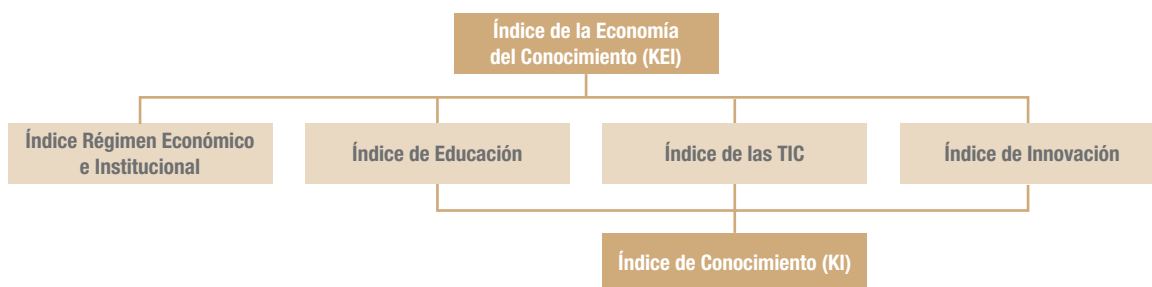 Índice de la Economía
del Conocimiento (KEI)
Índice Régimen Económico
e Institucional
Índice de Educación
Índice de las TIC
Índice de Innovación
Índice de Conocimiento (KI)